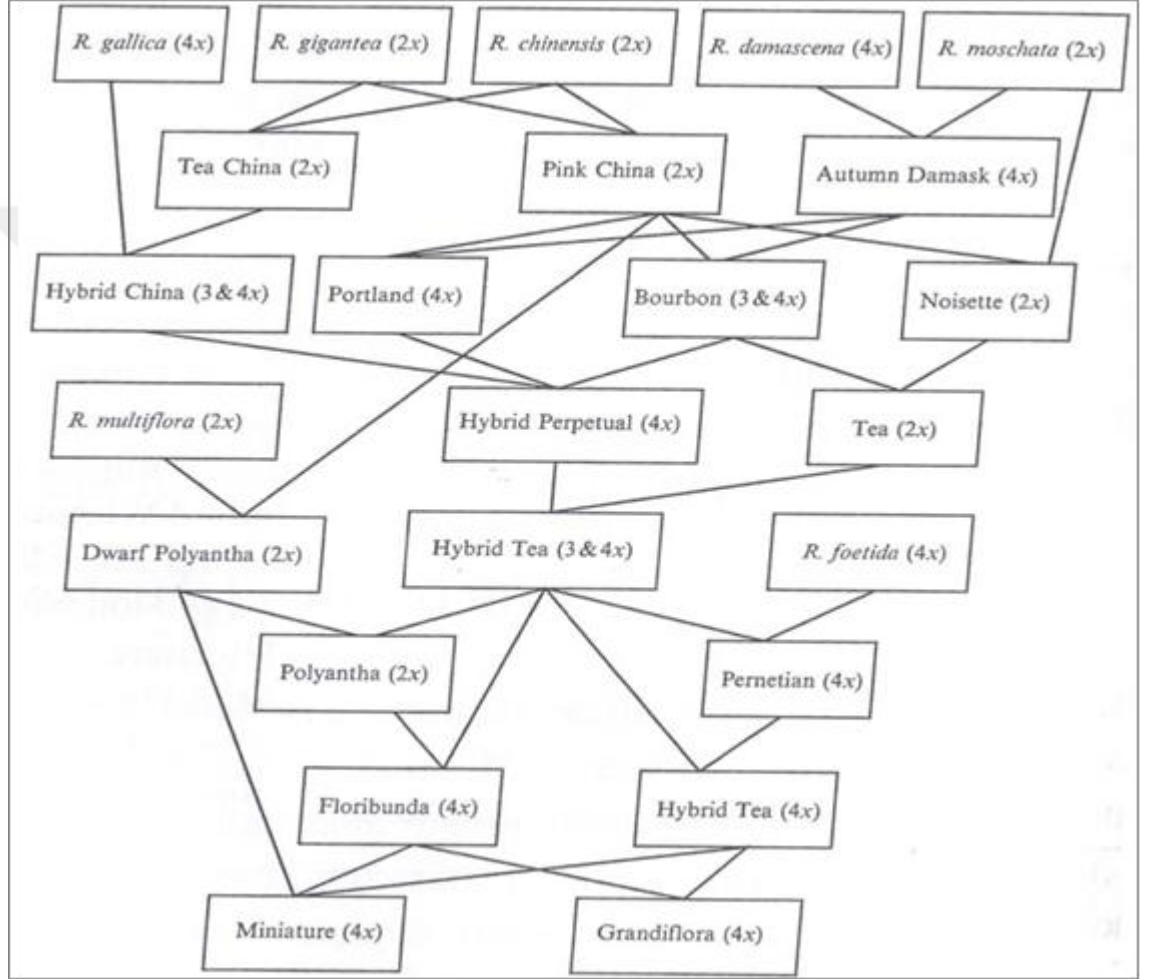 R. gallica (4x)
R. gigantea (2x)
R. chinensis (2x)
R. damascena (4x)
R. moschata (2x)
Tea China (2x)
Pink China (2x)
Autumn Damask (4x)
Hybrid China (3 & 4x)
Portland (4x)
Bourbon (3 & 4x)
Noisette (2x)
R. multiflora (2x)
Hybrid Perpetual (4x)
Tea (2x)
Dwarf Polyantha (2x)
Hybrid Tea (3 & 4x)
R. foetida (4x)
Polyantha (2x)
Pernetian (4x)
Floribunda (4x)
Hybrid Tea (4x)
Miniature (4x)
Grandiflora (4x)